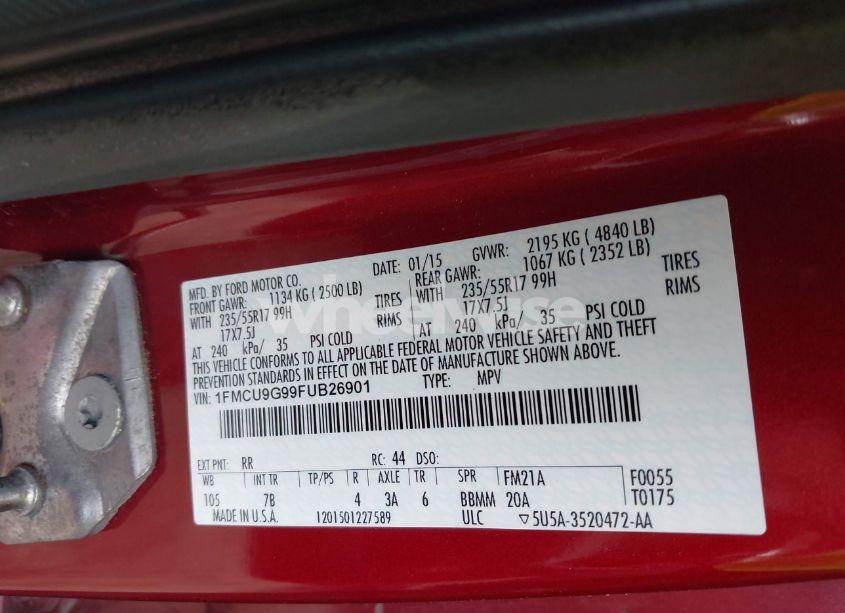 MFD. BY FORD MOTOR CO.
DATE: 01/15 GVWR: 2195 KG ( 4840 LB)
FRONT GAWR: 1134 KG ( 2500 LB) REAR GAWR: 1067 KG ( 2352 LB)
WITH 235/55R17 99H TIRES WITH 235/55R17 99H TIRES
17X7.5J RIMS 17X7.5J RIMS
AT 240 kPa/ 35 PSI COLD AT 240 kPa/ 35 PSI COLD
THIS VEHICLE CONFORMS TO ALL APPLICABLE FEDERAL MOTOR VEHICLE SAFETY AND THEFT
PREVENTION STANDARDS IN EFFECT ON THE DATE OF MANUFACTURE SHOWN ABOVE.
VIN: 1FMCU9G99FUB26901 TYPE: MPV
EXT PNT: RR RC: 44 DSO:
WB INT TR TP/PS R AXLE TR SPR FM21A F0055
105 7B 4 3A 6 BBMM 20A T0175
MADE IN U.S.A. 1201501227589 ULC ▽5U5A-3520472-AA
wheelwise